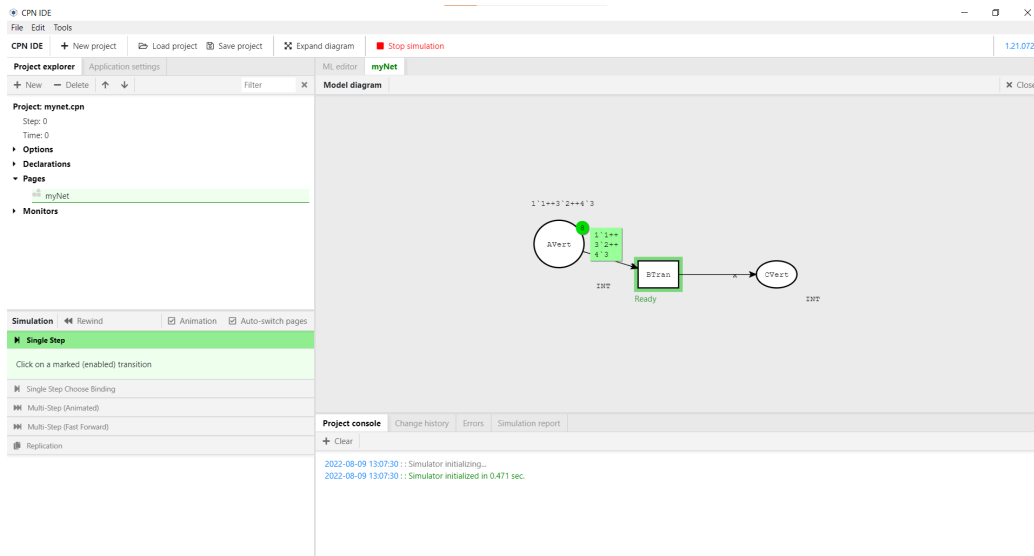 CPN IDE
File Edit Tools
CPN IDE New project Load project Save project Expand diagram Stop simulation 1.21.072
Project explorer Application settings
New Delete Filter
Project: mynet.cpn
Step: 0
Time: 0
Options
Declarations
Pages
myNet
Monitors
Simulation Rewind Animation Auto-switch pages
Single Step
Click on a marked (enabled) transition
Single Step Choose Binding
Multi-Step (Animated)
Multi-Step (Fast Forward)
Replication
ML editor myNet
Model diagram Close
1`1++3`2++4`3
AVert
8
1`1++
3`2++
4`3
INT
BTran
Ready
x
CVert
INT
Project console Change history Errors Simulation report
Clear
2022-08-09 13:07:30 : : Simulator initializing...
2022-08-09 13:07:30 : : Simulator initialized in 0.471 sec.